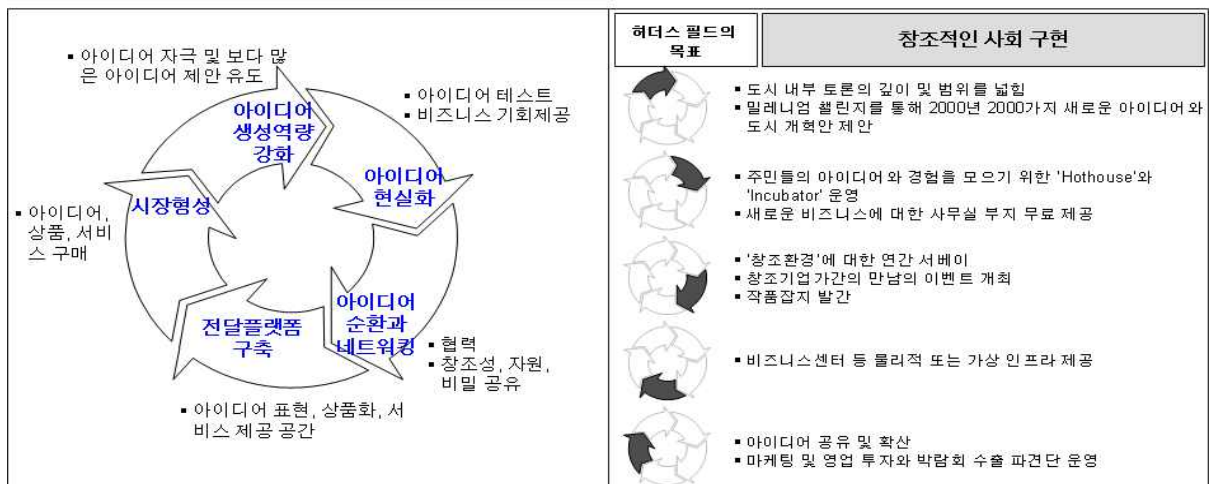 ▪ 아이디어 자극 및 보다 많
은 아이디어 제안 유도
아이디어
생성역량
강화
▪ 아이디어 테스트
▪ 비즈니스 기회제공
아이디어
현실화
아이디어
순환과
네트워킹
▪ 협력
▪ 창조성, 자원,
비밀 공유
전달플랫폼
구축
▪ 아이디어 표현, 상품화, 서
비스 제공 공간
시장형성
▪ 아이디어,
상품, 서비
스 구매
허더스 필드의
목표
창조적인 사회 구현
▪ 도시 내부 토론의 깊이 및 범위를 넓힘
▪ 밀레니엄 챌린지를 통해 2000년 2000가지 새로운 아이디어와
도시 개혁안 제안
▪ 주민들의 아이디어와 경험을 모으기 위한 'Hothouse'와
'Incubator' 운영
▪ 새로운 비즈니스에 대한 사무실 부지 무료 제공
▪ '창조환경'에 대한 연간 서베이
▪ 창조기업가간의 만남의 이벤트 개최
▪ 작품잡지 발간
▪ 비즈니스센터 등 물리적 또는 가상 인프라 제공
▪ 아이디어 공유 및 확산
▪ 마케팅 및 영업 투자와 박람회 수출 파견단 운영